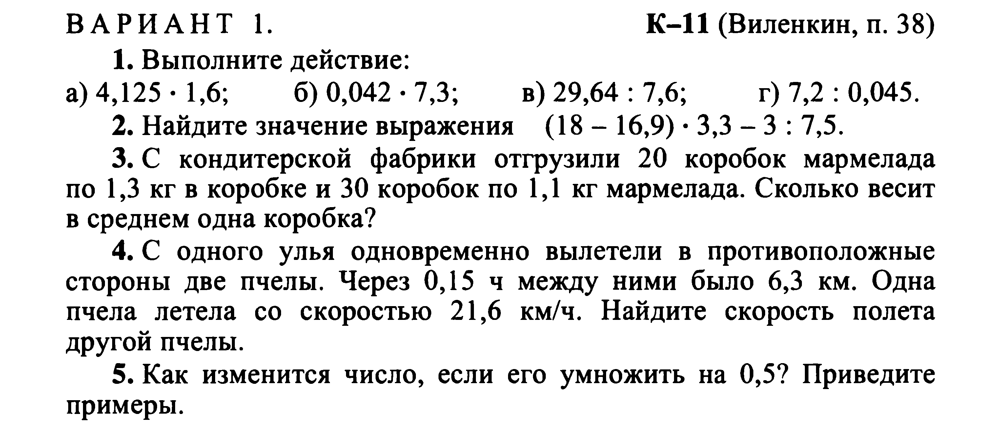 ВАРИАНТ 1. К–11 (Виленкин, п. 38)
1. Выполните действие:
а) 4,125 · 1,6; б) 0,042 · 7,3; в) 29,64 : 7,6; г) 7,2 : 0,045.
2. Найдите значение выражения (18 – 16,9) · 3,3 – 3 : 7,5.
3. С кондитерской фабрики отгрузили 20 коробок мармелада
по 1,3 кг в коробке и 30 коробок по 1,1 кг мармелада. Сколько весит
в среднем одна коробка?
4. С одного улья одновременно вылетели в противоположные
стороны две пчелы. Через 0,15 ч между ними было 6,3 км. Одна
пчела летела со скоростью 21,6 км/ч. Найдите скорость полета
другой пчелы.
5. Как изменится число, если его умножить на 0,5? Приведите
примеры.